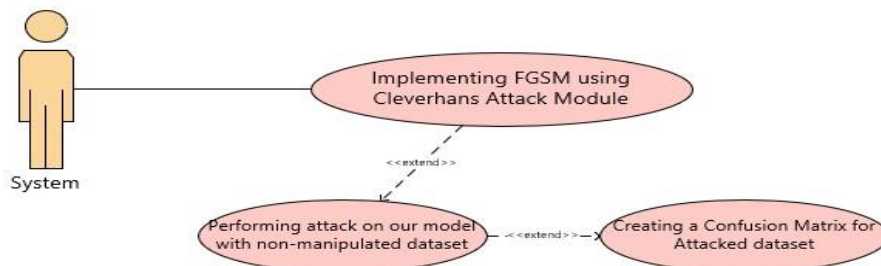 Implementing FGSM using
Cleverhans Attack Module
<<extend>>
System
Performing attack on our model
with non-manipulated dataset
<<extend>>
Creating a Confusion Matrix for
Attacked dataset